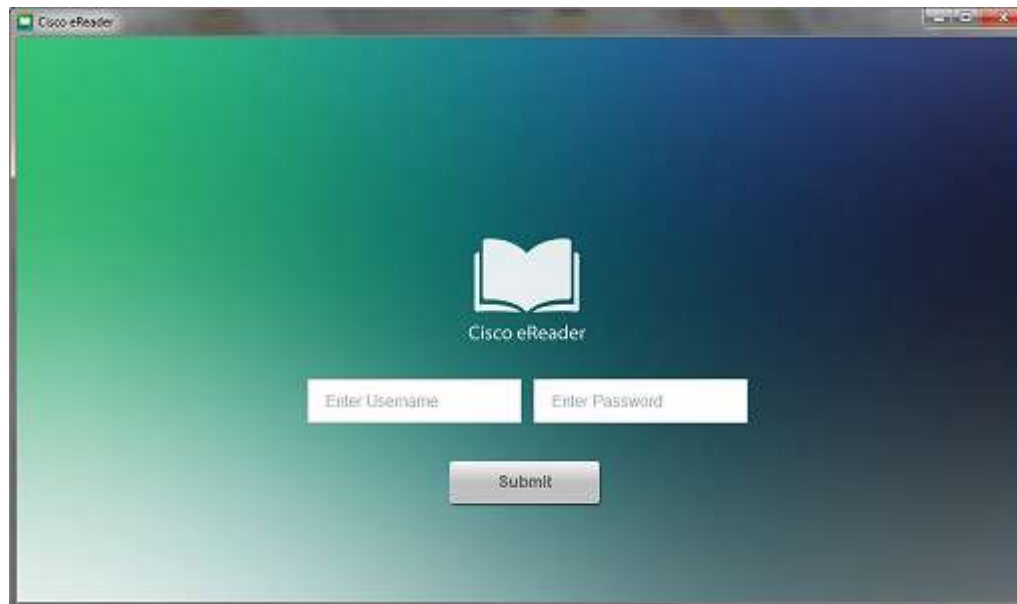 Cisco eReader
Cisco eReader
Enter Username
Enter Password
Submit